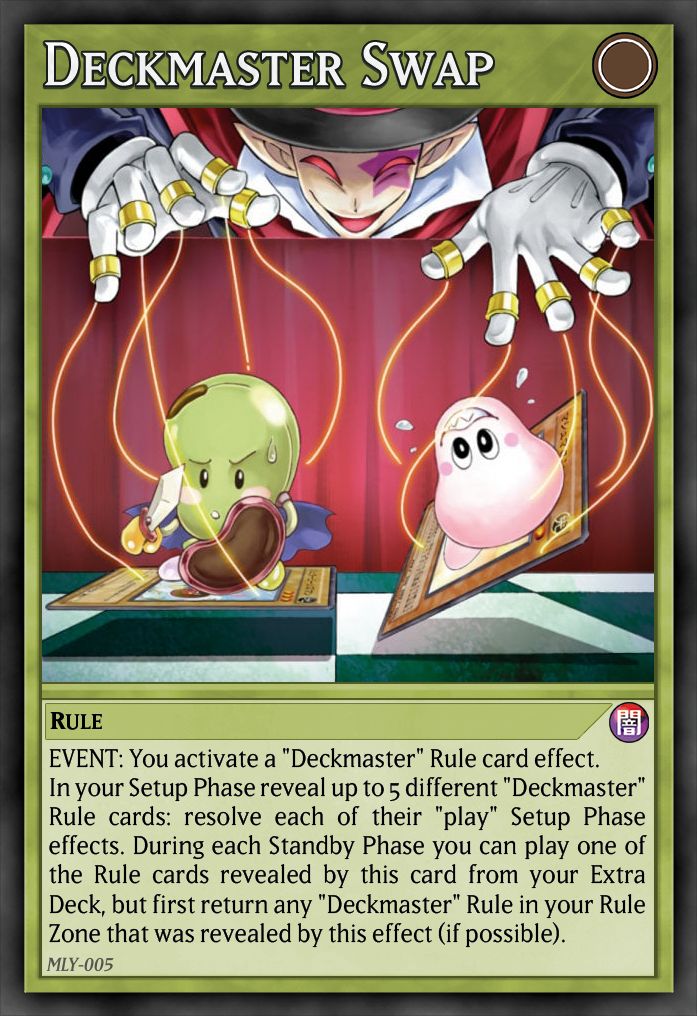 Deckmaster Swap
Rule
闇
EVENT: You activate a "Deckmaster" Rule card effect.
In your Setup Phase reveal up to 5 different "Deckmaster"
Rule cards: resolve each of their "play" Setup Phase
effects. During each Standby Phase you can play one of
the Rule cards revealed by this card from your Extra
Deck, but first return any "Deckmaster" Rule in your Rule
Zone that was revealed by this effect (if possible).
MLY-005